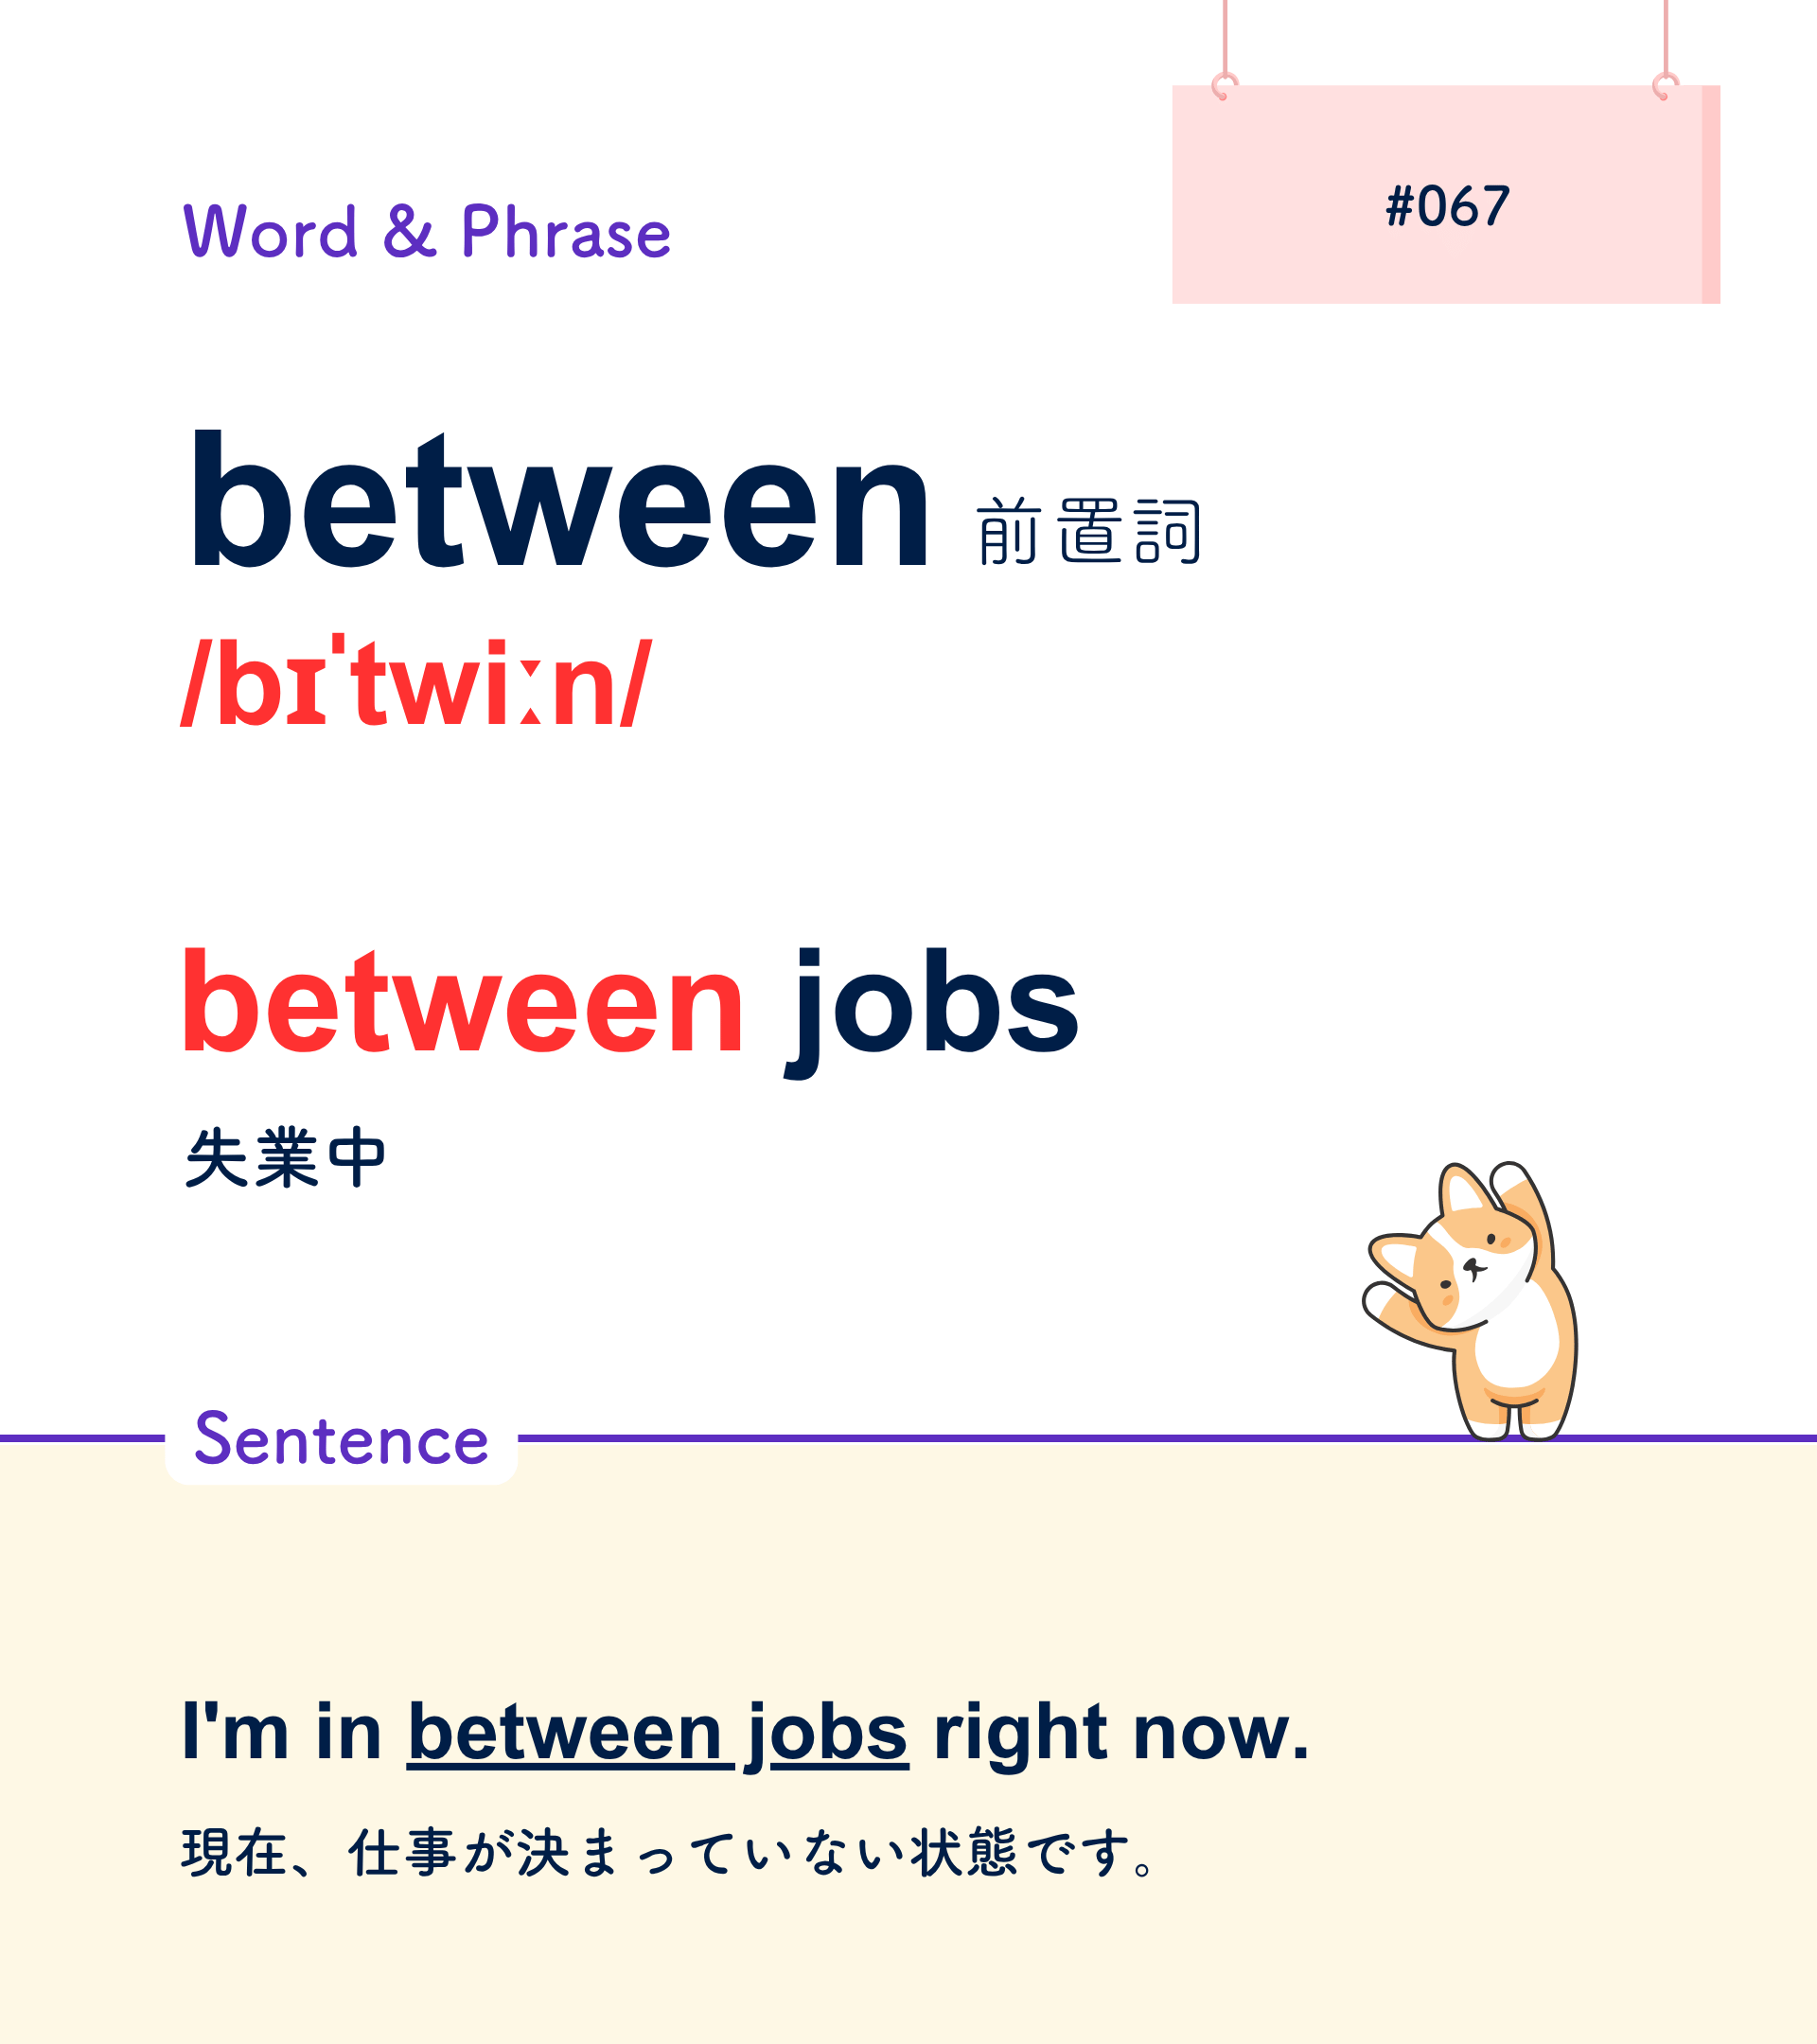 #067
Word & Phrase
between 前置詞
/bɪˈtwiːn/
between jobs
失業中
Sentence
I'm in between jobs right now.
現在、仕事が決まっていない状態です。